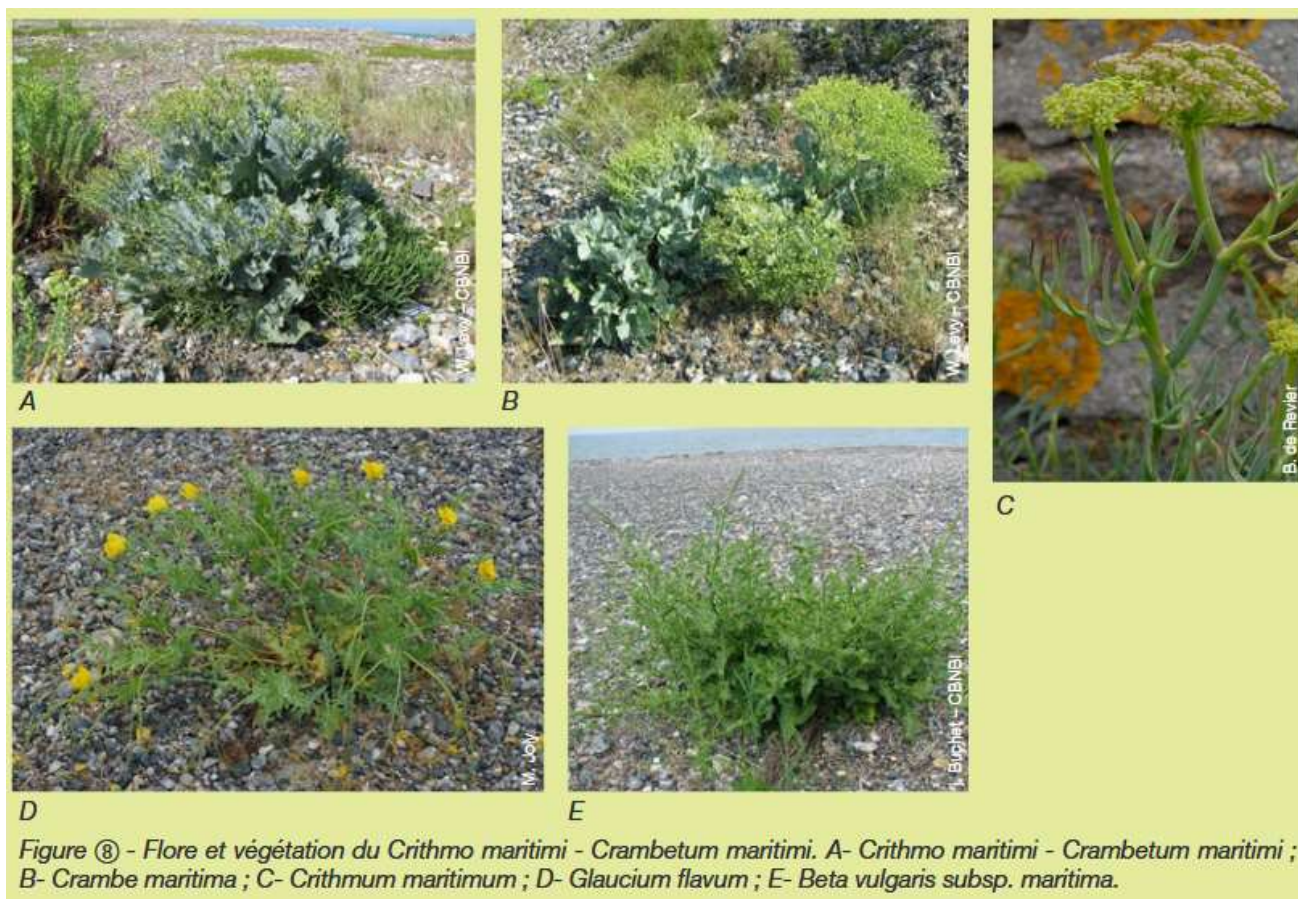 W. Levy - CBNBl
A
W. Levy - CBNBl
B
B. de Revier
C
M. Joly
D
J. Buchet – CBNBl
E
Figure ⑧ - Flore et végétation du Crithmo maritimi - Crambetum maritimi. A- Crithmo maritimi - Crambetum maritimi ;
B- Crambe maritima ; C- Crithmum maritimum ; D- Glaucium flavum ; E- Beta vulgaris subsp. maritima.